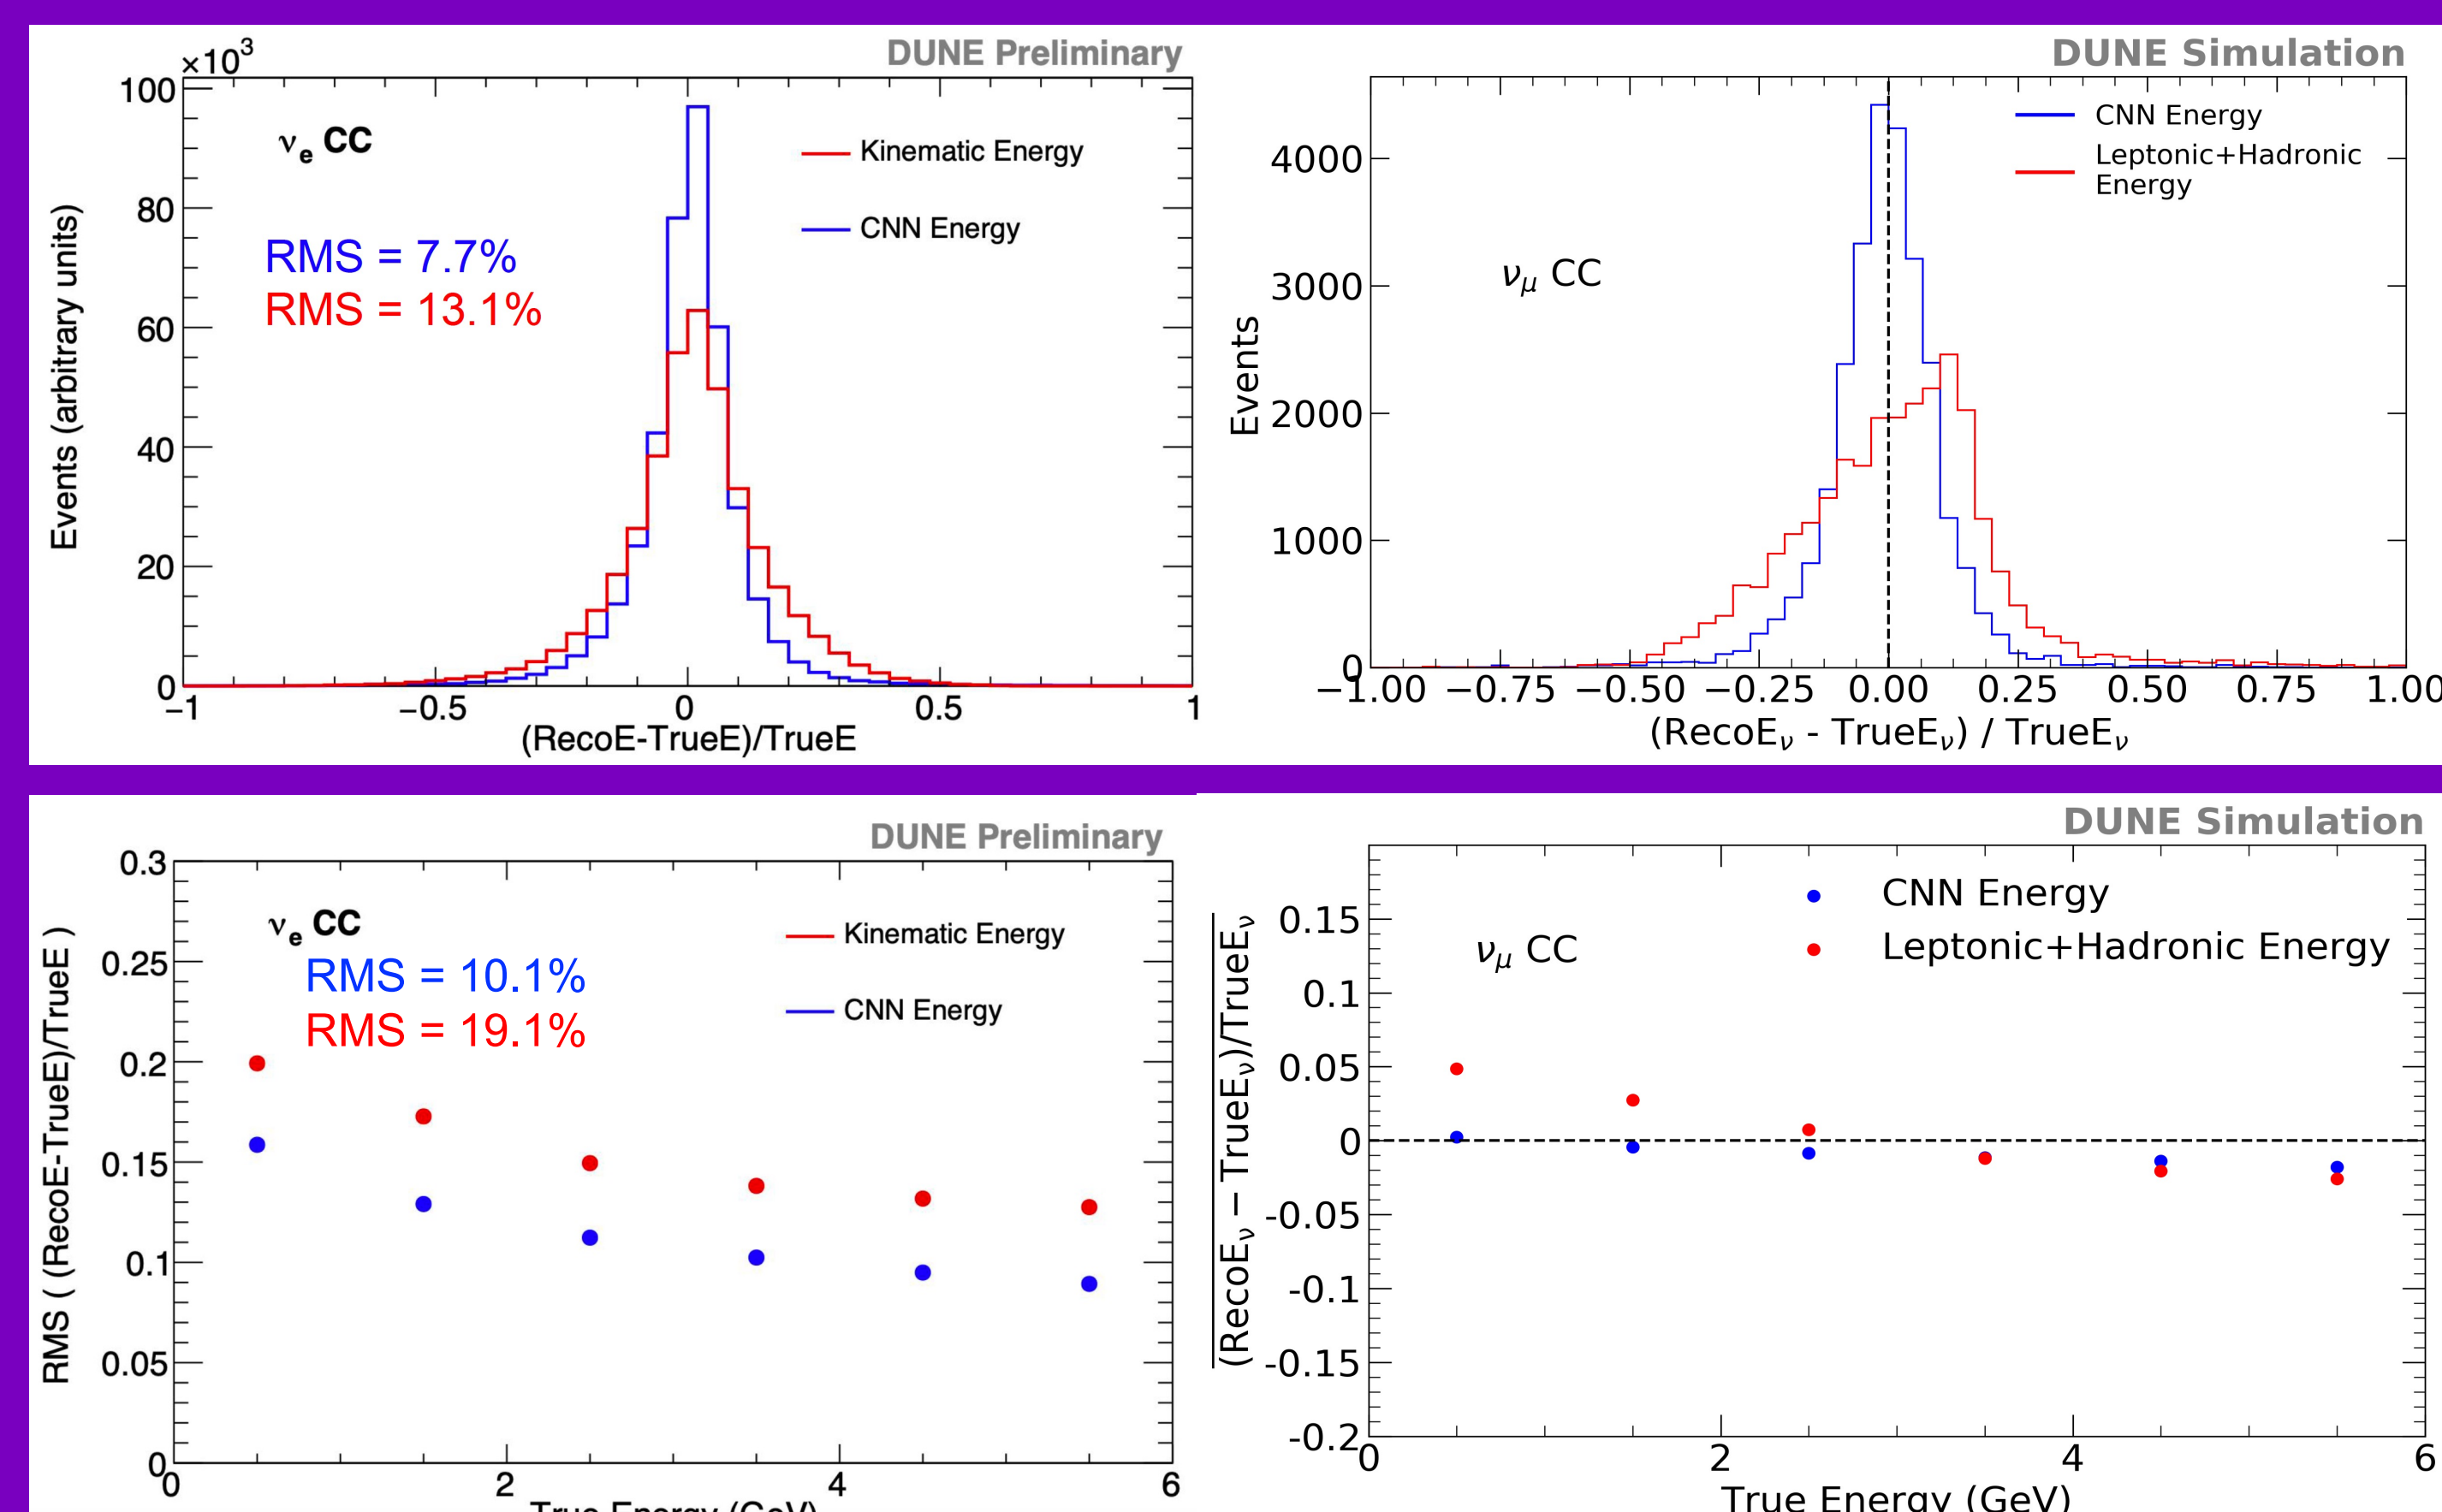 ×10³
DUNE Preliminary
100
80
60
40
20
0
Events (arbitrary units)
νe CC
RMS = 7.7%
RMS = 13.1%
Kinematic Energy
CNN Energy
−1
−0.5
0
0.5
1
(RecoE-TrueE)/TrueE
DUNE Simulation
4000
3000
2000
1000
0
Events
νμ CC
CNN Energy
Leptonic+Hadronic
Energy
−1.00 −0.75 −0.50 −0.25 0.00 0.25 0.50 0.75 1.00
(RecoEν - TrueEν) / TrueEν
DUNE Preliminary
0.3
0.25
0.2
0.15
0.1
0.05
0
RMS ( (RecoE-TrueE)/TrueE )
νe CC
RMS = 10.1%
RMS = 19.1%
Kinematic Energy
CNN Energy
0 2 4 6
True Energy (GeV)
DUNE Simulation
0.15
0.1
0.05
0
-0.05
-0.1
-0.15
-0.2
(RecoEν − TrueEν)/TrueEν
νμ CC
CNN Energy
Leptonic+Hadronic Energy
0 2 4 6
True Energy (GeV)